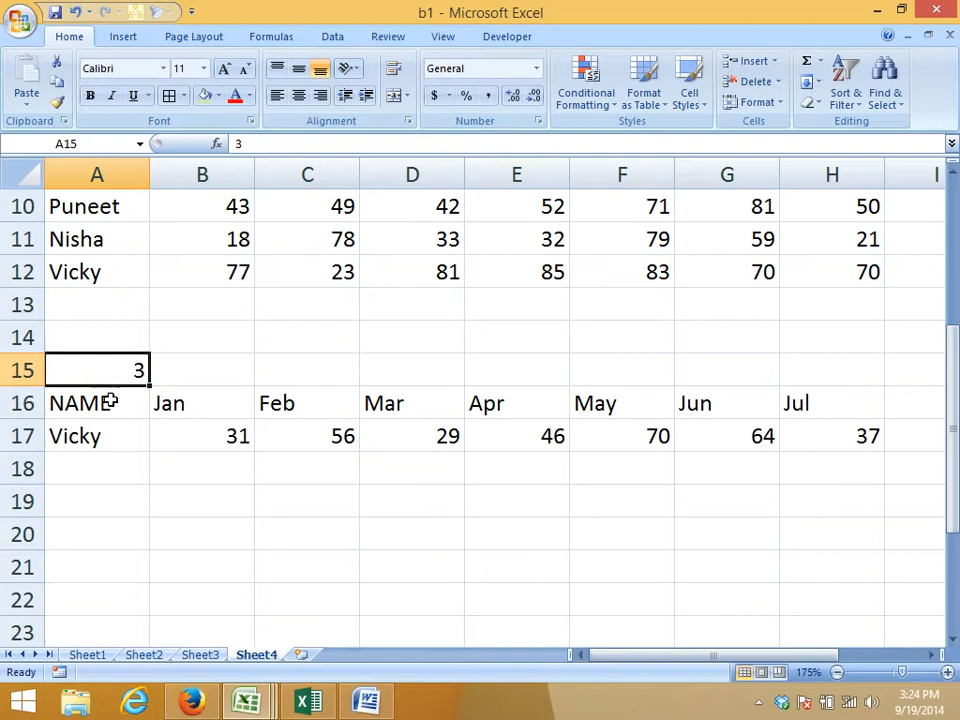 b1 - Microsoft Excel
Home Insert Page Layout Formulas Data Review View Developer
Paste
Calibri 11
B I U
General
$ % ,
Conditional Formatting
Format as Table
Cell Styles
Insert
Delete
Format
Σ
Sort & Filter
Find & Select
Clipboard Font Alignment Number Styles Cells Editing
A15 fx 3
A B C D E F G H I
10 Puneet 43 49 42 52 71 81 50
11 Nisha 18 78 33 32 79 59 21
12 Vicky 77 23 81 85 83 70 70
13
14
15 3
16 NAME Jan Feb Mar Apr May Jun Jul
17 Vicky 31 56 29 46 70 64 37
18
19
20
21
22
23
Sheet1 Sheet2 Sheet3 Sheet4
Ready 175%
3:24 PM
9/19/2014